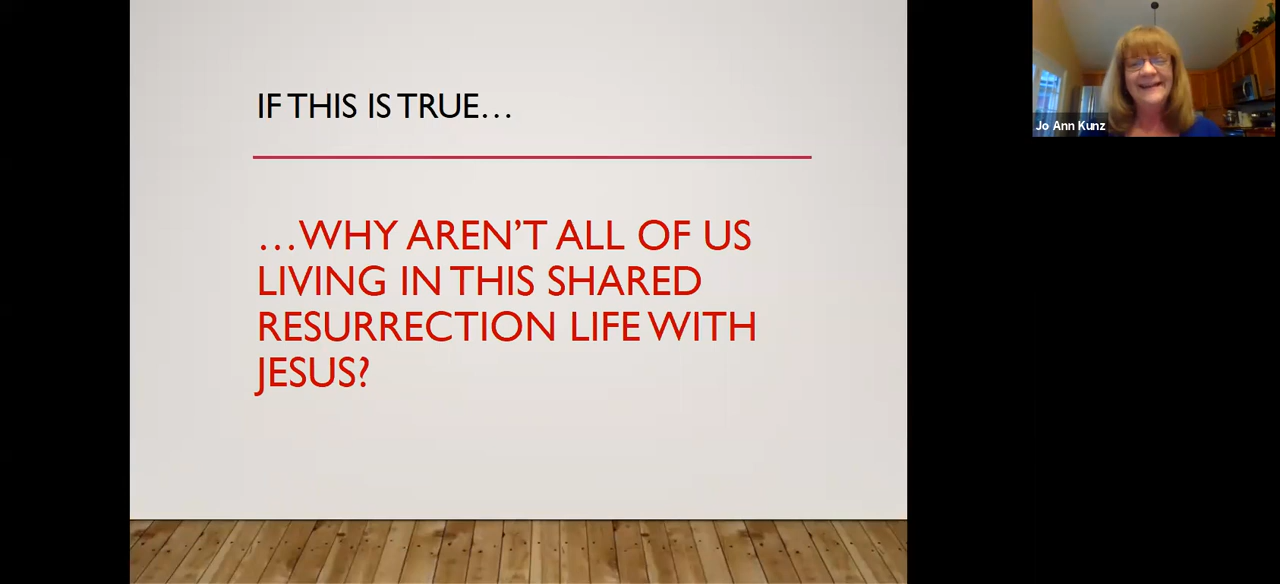 IF THIS IS TRUE…
…WHY AREN’T ALL OF US
LIVING IN THIS SHARED
RESURRECTION LIFE WITH
JESUS?
Jo Ann Kunz